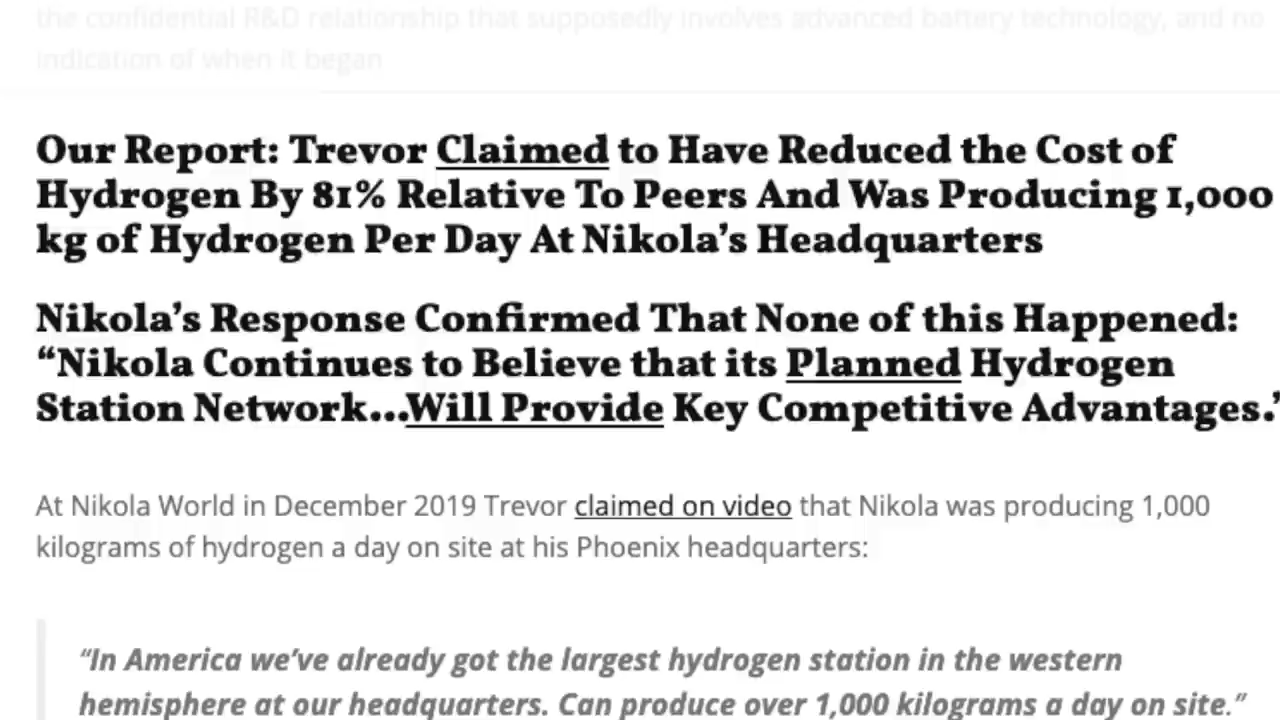 the confidential R&D relationship that supposedly involves advanced battery technology, and no
indication of when it began
Our Report: Trevor Claimed to Have Reduced the Cost of
Hydrogen By 81% Relative To Peers And Was Producing 1,000
kg of Hydrogen Per Day At Nikola’s Headquarters
Nikola’s Response Confirmed That None of this Happened:
“Nikola Continues to Believe that its Planned Hydrogen
Station Network…Will Provide Key Competitive Advantages.”
At Nikola World in December 2019 Trevor claimed on video that Nikola was producing 1,000
kilograms of hydrogen a day on site at his Phoenix headquarters:
“In America we’ve already got the largest hydrogen station in the western
hemisphere at our headquarters. Can produce over 1,000 kilograms a day on site.”